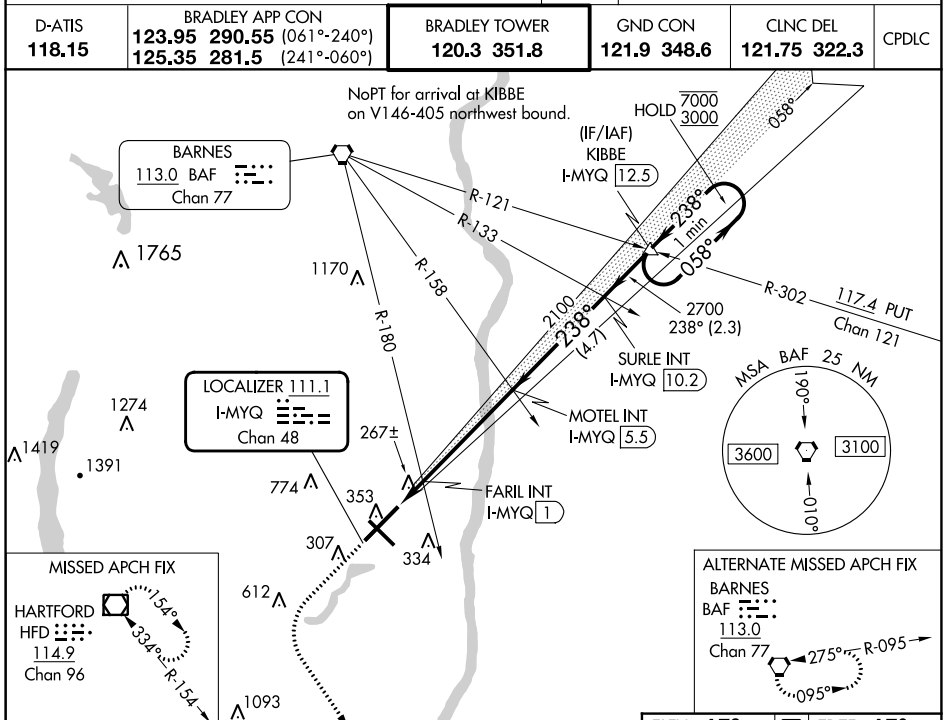 D-ATIS
118.15
BRADLEY APP CON
123.95 290.55 (061°-240°)
125.35 281.5 (241°-060°)
BRADLEY TOWER
120.3 351.8
GND CON
121.9 348.6
CLNC DEL
121.75 322.3
CPDLC
NoPT for arrival at KIBBE
on V146-405 northwest bound.
HOLD 7000
3000
058°
(IF/IAF)
KIBBE
I-MYQ 12.5
BARNES
113.0 BAF
Chan 77
R-121
R-133
R-158
R-180
238°
1 min
058°
1765
1170
R-302
117.4 PUT
Chan 121
2100
238°
(4.7)
2700
238° (2.3)
SURLE INT
I-MYQ 10.2
MSA BAF 25 NM
190°
3600
3100
010°
LOCALIZER 111.1
I-MYQ
Chan 48
MOTEL INT
I-MYQ 5.5
1274
1419
1391
267±
774
353
FARIL INT
I-MYQ 1
307
334
612
1093
MISSED APCH FIX
HARTFORD
HFD
114.9
Chan 96
154°
334°
R-154
ALTERNATE MISSED APCH FIX
BARNES
BAF
113.0
Chan 77
275°
R-095
095°